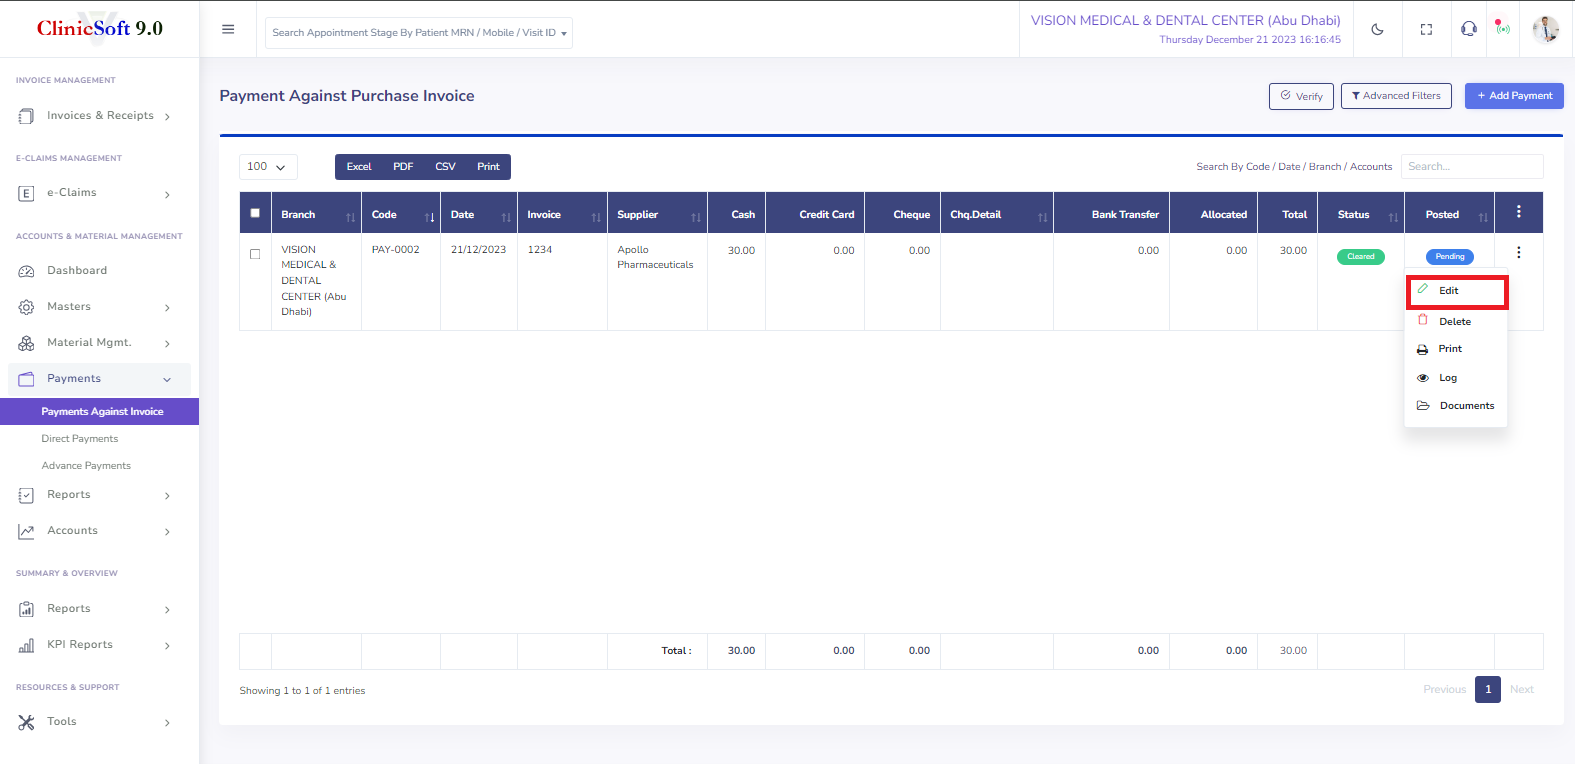 ClinicSoft 9.0
Search Appointment Stage By Patient MRN / Mobile / Visit ID
VISION MEDICAL & DENTAL CENTER (Abu Dhabi)
Thursday December 21 2023 16:16:45
INVOICE MANAGEMENT
Invoices & Receipts
E-CLAIMS MANAGEMENT
E e-Claims
ACCOUNTS & MATERIAL MANAGEMENT
Dashboard
Masters
Material Mgmt.
Payments
Payments Against Invoice
Direct Payments
Advance Payments
Reports
Accounts
SUMMARY & OVERVIEW
Reports
KPI Reports
RESOURCES & SUPPORT
Tools
Payment Against Purchase Invoice
Verify
Advanced Filters
+ Add Payment
100
Excel PDF CSV Print
Search By Code / Date / Branch / Accounts
Search...
Branch Code Date Invoice Supplier Cash Credit Card Cheque Chq.Detail Bank Transfer Allocated Total Status Posted
VISION PAY-0002 21/12/2023 1234 Apollo 30.00 0.00 0.00 0.00 0.00 30.00 Cleared Pending
MEDICAL & Pharmaceuticals
DENTAL
CENTER (Abu
Dhabi)
Edit
Delete
Print
Log
Documents
Total : 30.00 0.00 0.00 0.00 0.00 30.00
Showing 1 to 1 of 1 entries
Previous 1 Next